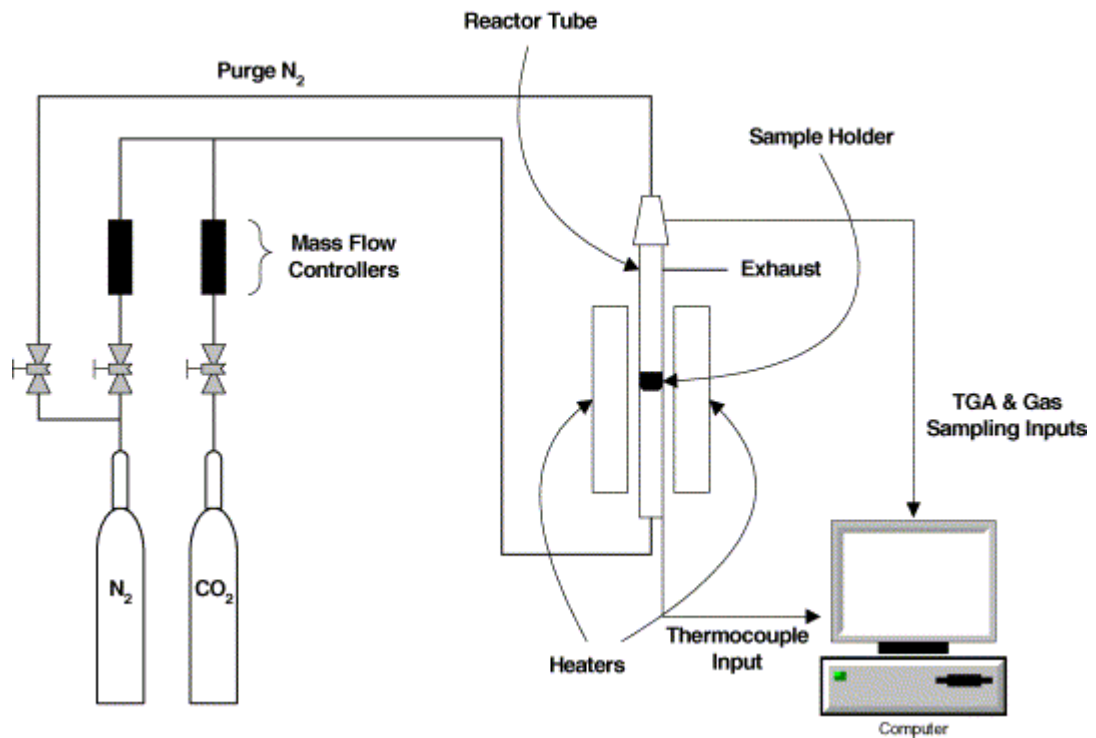 Reactor Tube
Purge N2
Sample Holder
Mass Flow
Controllers
Exhaust
TGA & Gas
Sampling Inputs
N2
CO2
Thermocouple
Input
Heaters
Computer